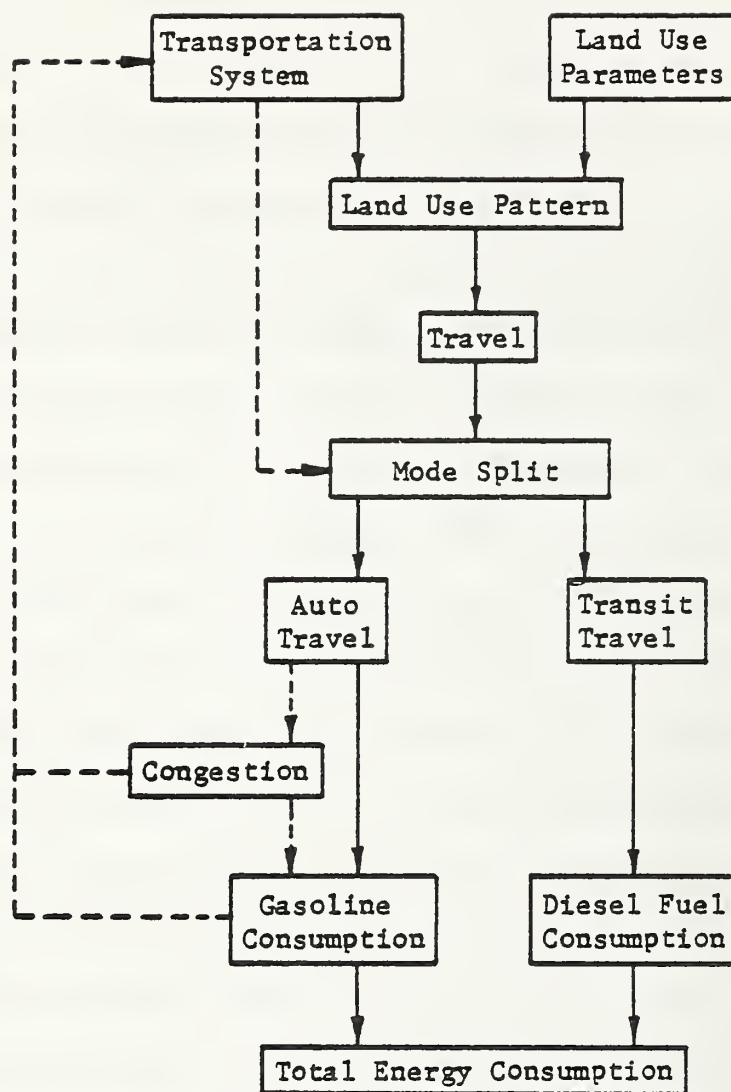 Transportation
System
Land Use
Parameters
Land Use Pattern
Travel
Mode Split
Auto
Travel
Transit
Travel
Congestion
Gasoline
Consumption
Diesel Fuel
Consumption
Total Energy Consumption